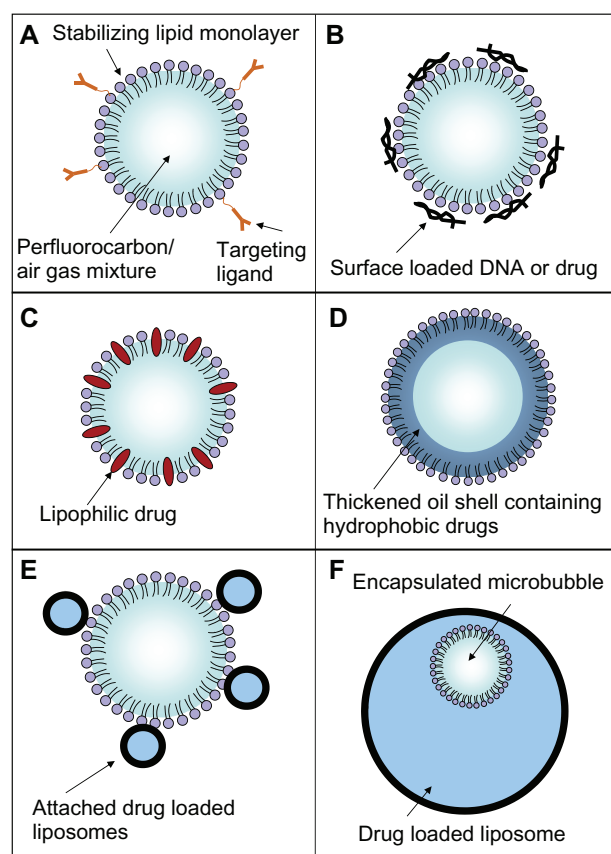 A
Stabilizing lipid monolayer
Perfluorocarbon/
air gas mixture
Targeting
ligand
B
Surface loaded DNA or drug
C
Lipophilic drug
D
Thickened oil shell containing
hydrophobic drugs
E
Attached drug loaded
liposomes
F
Encapsulated microbubble
Drug loaded liposome